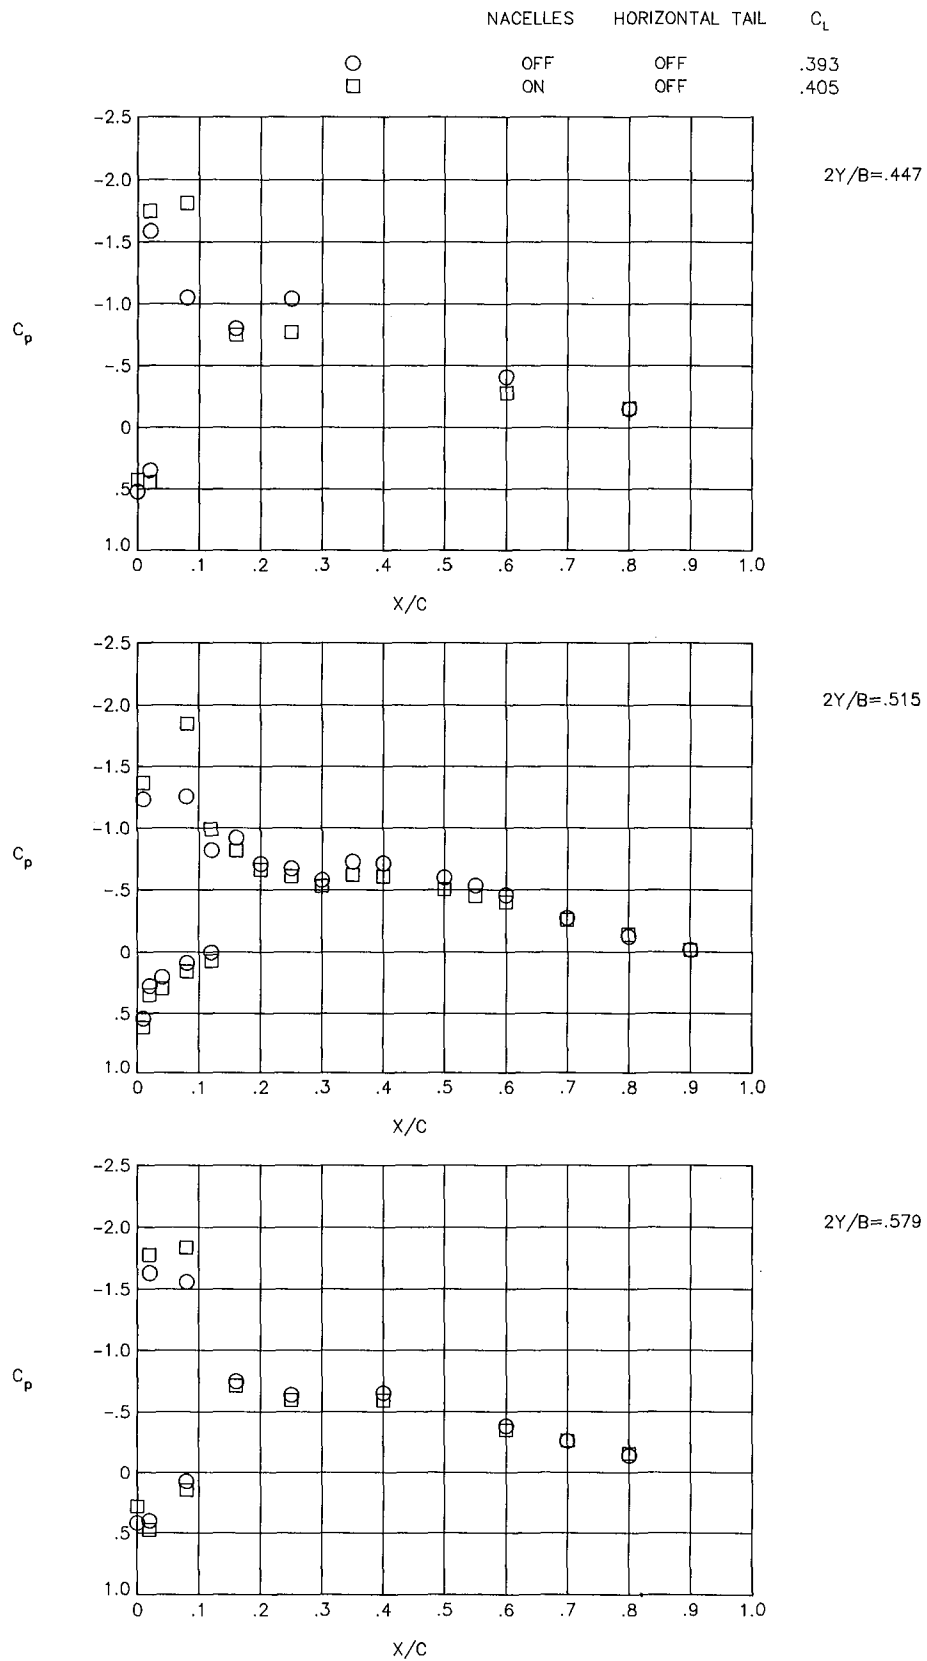 NACELLES HORIZONTAL TAIL CL
OFF OFF .393
ON OFF .405
-2.5
-2.0
-1.5
-1.0
-.5
0
.5
1.0
Cp
0 .1 .2 .3 .4 .5 .6 .7 .8 .9 1.0
X/C
2Y/B=.447
-2.5
-2.0
-1.5
-1.0
-.5
0
.5
1.0
Cp
0 .1 .2 .3 .4 .5 .6 .7 .8 .9 1.0
X/C
2Y/B=.515
-2.5
-2.0
-1.5
-1.0
-.5
0
.5
1.0
Cp
0 .1 .2 .3 .4 .5 .6 .7 .8 .9 1.0
X/C
2Y/B=.579